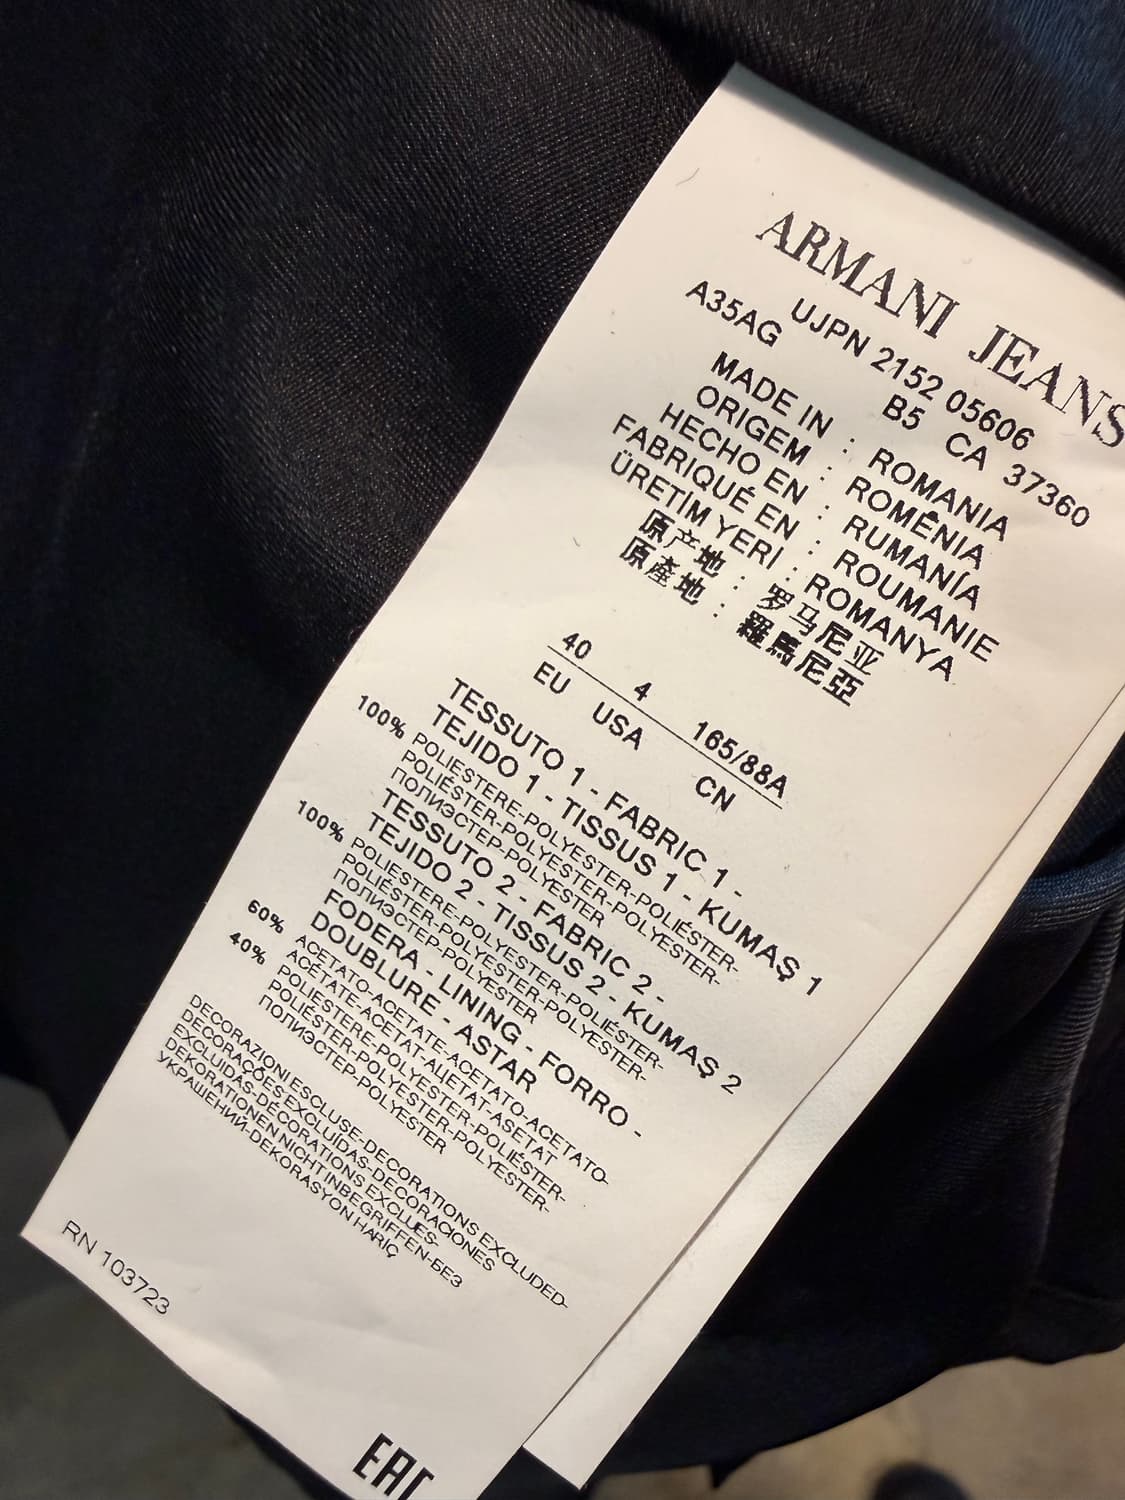 ARMANI JEANS
UJPN 2152 05606
A35AG B5 CA 37360
MADE IN : ROMANIA
ORIGEM : ROMÊNIA
HECHO EN : RUMANÍA
FABRIQUÉ EN : ROUMANIE
ÜRETİM YERİ : ROMANYA
原产地 : 罗马尼亚
原產地 : 羅馬尼亞
40 4 165/88A
EU USA CN
TESSUTO 1 - FABRIC 1 -
TEJIDO 1 - TISSUS 1 - KUMAŞ 1
100% POLIESTERE-POLYESTER-POLIÉSTER-
POLIÉSTER-POLYESTER-POLYESTER-
ПОЛИЭСТЕР-POLYESTER
TESSUTO 2 - FABRIC 2 -
TEJIDO 2 - TISSUS 2 - KUMAŞ 2
100% POLIESTERE-POLYESTER-POLIÉSTER-
POLIÉSTER-POLYESTER-POLYESTER-
ПОЛИЭСТЕР-POLYESTER
FODERA - LINING - FORRO -
DOUBLURE - ASTAR
60% ACETATO-ACETATE-ACETATO-ACETATO-
ACÉTATE-ACETAT-АЦЕТАТ-ASETAT
40% POLIESTERE-POLYESTER-POLIÉSTER-
POLIÉSTER-POLYESTER-POLYESTER-
ПОЛИЭСТЕР-POLYESTER
DECORAZIONI ESCLUSE-DECORATIONS EXCLUDED-
DECORAÇÕES EXCLUÍDAS-DECORACIONES
EXCLUIDAS-DÉCORATIONS EXCLUES-
DEKORATIONEN NICHT INBEGRIFFEN-БЕЗ
УКРАШЕНИЙ-DEKORASYON HARİÇ
RN 103723
EAC